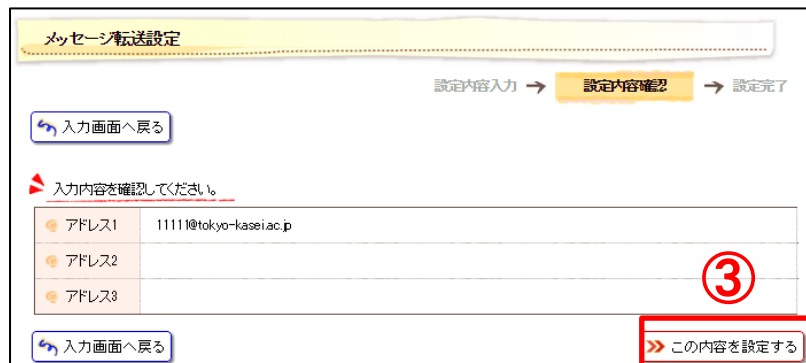 メッセージ転送設定
設定内容入力 → 設定内容確認 → 設定完了
入力画面へ戻る
入力内容を確認してください。
アドレス1 11111@tokyo-kasei.ac.jp
アドレス2
アドレス3
③
入力画面へ戻る
>> この内容を設定する